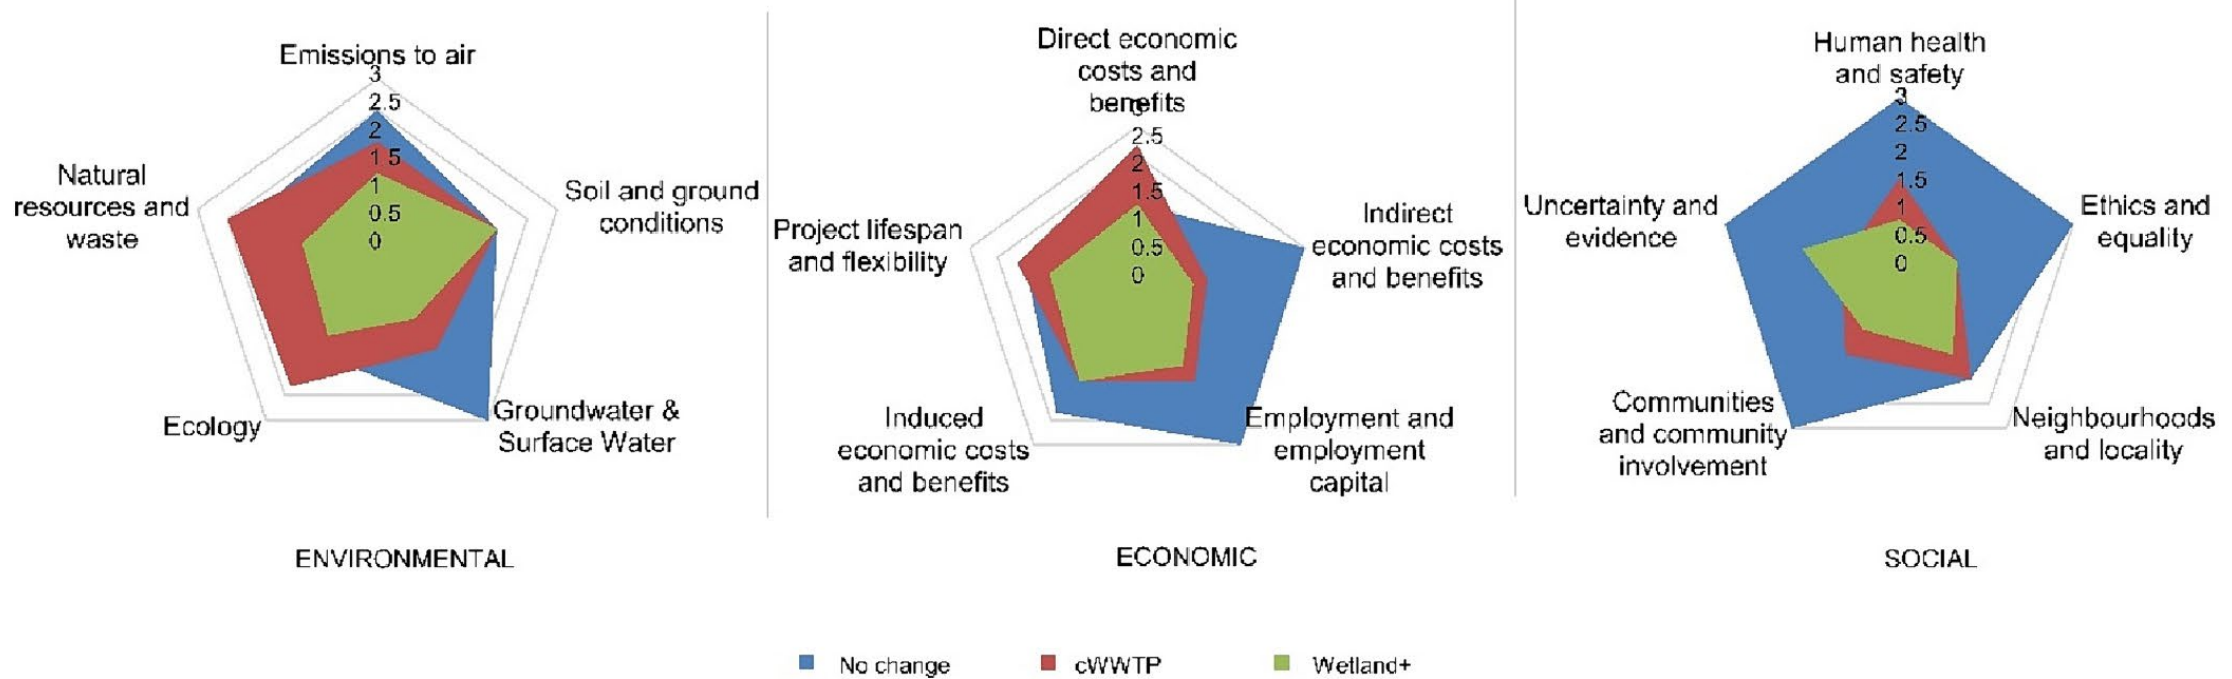 Emissions to air
3
2.5
2
1.5
1
0.5
0
Soil and ground
conditions
Groundwater &
Surface Water
Ecology
Natural
resources and
waste
ENVIRONMENTAL
Direct economic
costs and
benefits
3
2.5
2
1.5
1
0.5
0
Indirect
economic costs
and benefits
Employment and
employment
capital
Induced
economic costs
and benefits
Project lifespan
and flexibility
ECONOMIC
Human health
and safety
3
2.5
2
1.5
1
0.5
0
Ethics and
equality
Neighbourhoods
and locality
Communities
and community
involvement
Uncertainty and
evidence
SOCIAL
No change
cWWTP
Wetland+